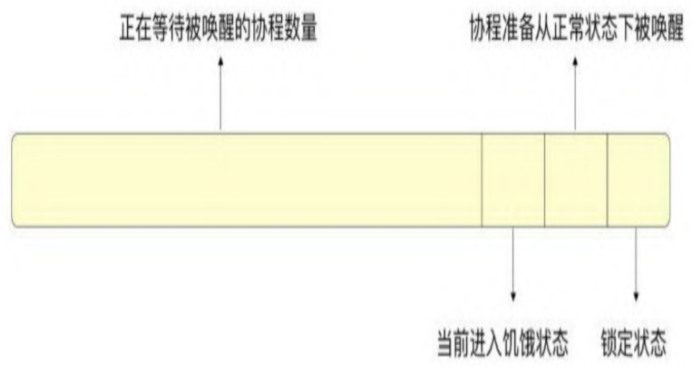 正在等待被唤醒的协程数量
协程准备从正常状态下被唤醒
当前进入饥饿状态
锁定状态